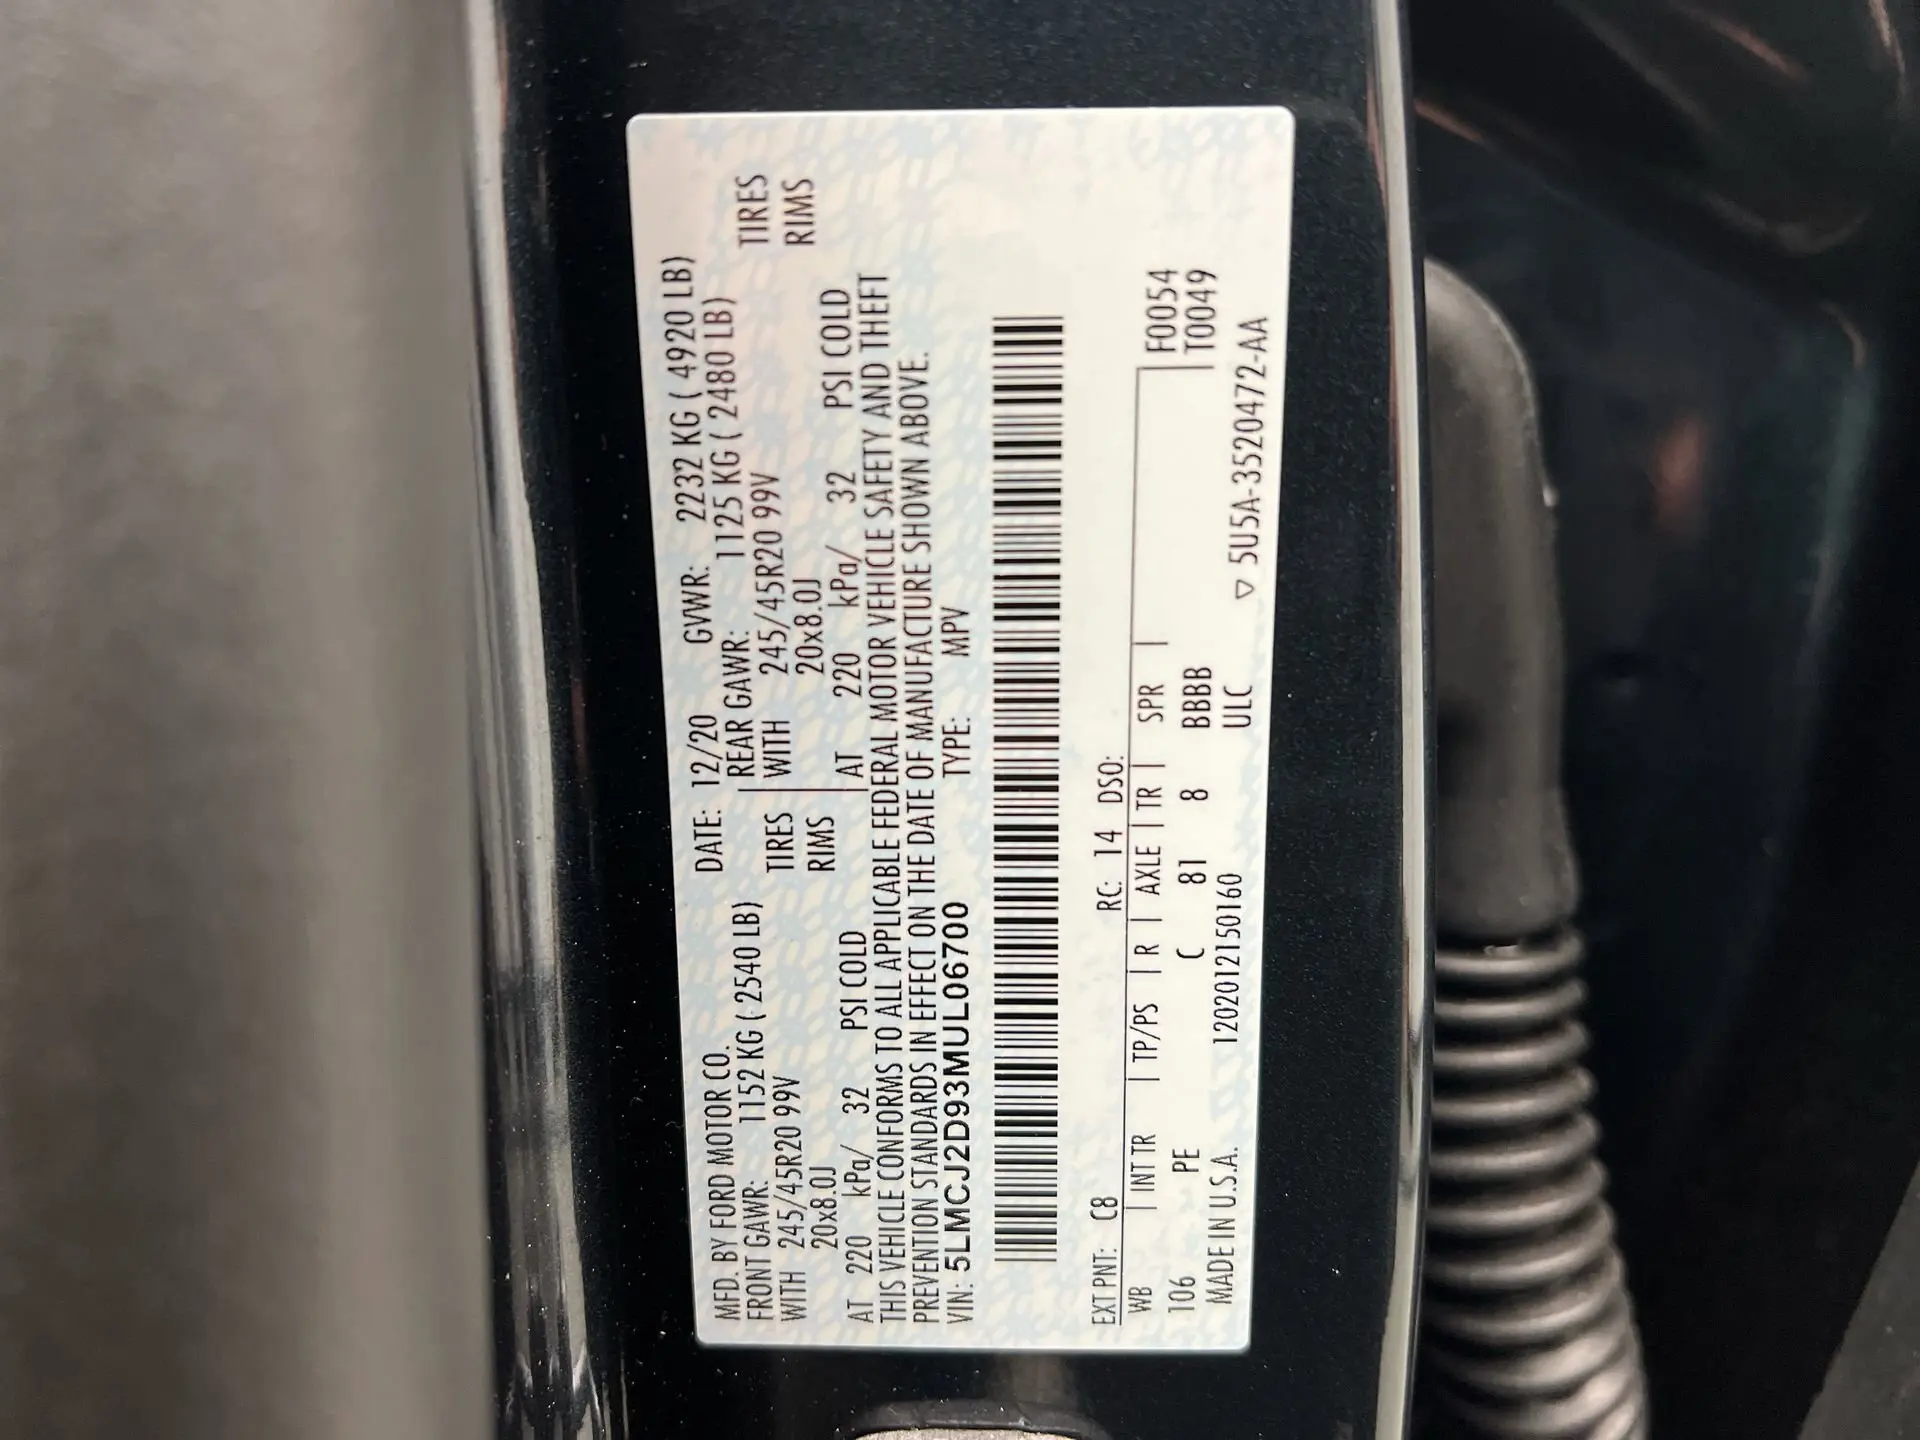 MFD. BY FORD MOTOR CO. DATE: 12/20 GVWR: 2232 KG ( 4920 LB)
FRONT GAWR: 1152 KG ( 2540 LB) REAR GAWR: 1125 KG ( 2480 LB)
WITH 245/45R20 99V TIRES WITH 245/45R20 99V TIRES
20x8.0J RIMS 20x8.0J RIMS
AT 220 kPa/ 32 PSI COLD AT 220 kPa/ 32 PSI COLD
THIS VEHICLE CONFORMS TO ALL APPLICABLE FEDERAL MOTOR VEHICLE SAFETY AND THEFT
PREVENTION STANDARDS IN EFFECT ON THE DATE OF MANUFACTURE SHOWN ABOVE.
VIN: 5LMCJ2D93MUL06700 TYPE: MPV
EXT PNT: C8 RC: 14 DSO:
WB | INT TR | TP/PS | R | AXLE | TR | SPR | F0054
106 PE C 81 8 BBBB T0049
MADE IN U.S.A. 1202012150160 ULC ▽ 5U5A-3520472-AA